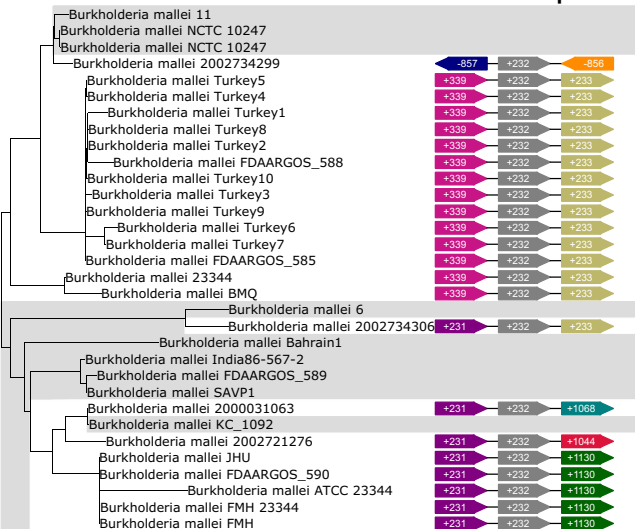 Burkholderia mallei 11
Burkholderia mallei NCTC 10247
Burkholderia mallei NCTC 10247
Burkholderia mallei 2002734299 -857 +232 -856
Burkholderia mallei Turkey5 +339 +232 +233
Burkholderia mallei Turkey4 +339 +232 +233
Burkholderia mallei Turkey1 +339 +232 +233
Burkholderia mallei Turkey8 +339 +232 +233
Burkholderia mallei Turkey2 +339 +232 +233
Burkholderia mallei FDAARGOS_588 +339 +232 +233
Burkholderia mallei Turkey10 +339 +232 +233
Burkholderia mallei Turkey3 +339 +232 +233
Burkholderia mallei Turkey9 +339 +232 +233
Burkholderia mallei Turkey6 +339 +232 +233
Burkholderia mallei Turkey7 +339 +232 +233
Burkholderia mallei FDAARGOS_585 +339 +232 +233
Burkholderia mallei 23344 +339 +232 +233
Burkholderia mallei BMQ +339 +232 +233
Burkholderia mallei 6
Burkholderia mallei 2002734306 +231 +232 +233
Burkholderia mallei Bahrain1
Burkholderia mallei India86-567-2
Burkholderia mallei FDAARGOS_589
Burkholderia mallei SAVP1
Burkholderia mallei 2000031063 +231 +232 +1068
Burkholderia mallei KC_1092
Burkholderia mallei 2002721276 +231 +232 +1044
Burkholderia mallei JHU +231 +232 +1130
Burkholderia mallei FDAARGOS_590 +231 +232 +1130
Burkholderia mallei ATCC 23344 +231 +232 +1130
Burkholderia mallei FMH 23344 +231 +232 +1130
Burkholderia mallei FMH +231 +232 +1130